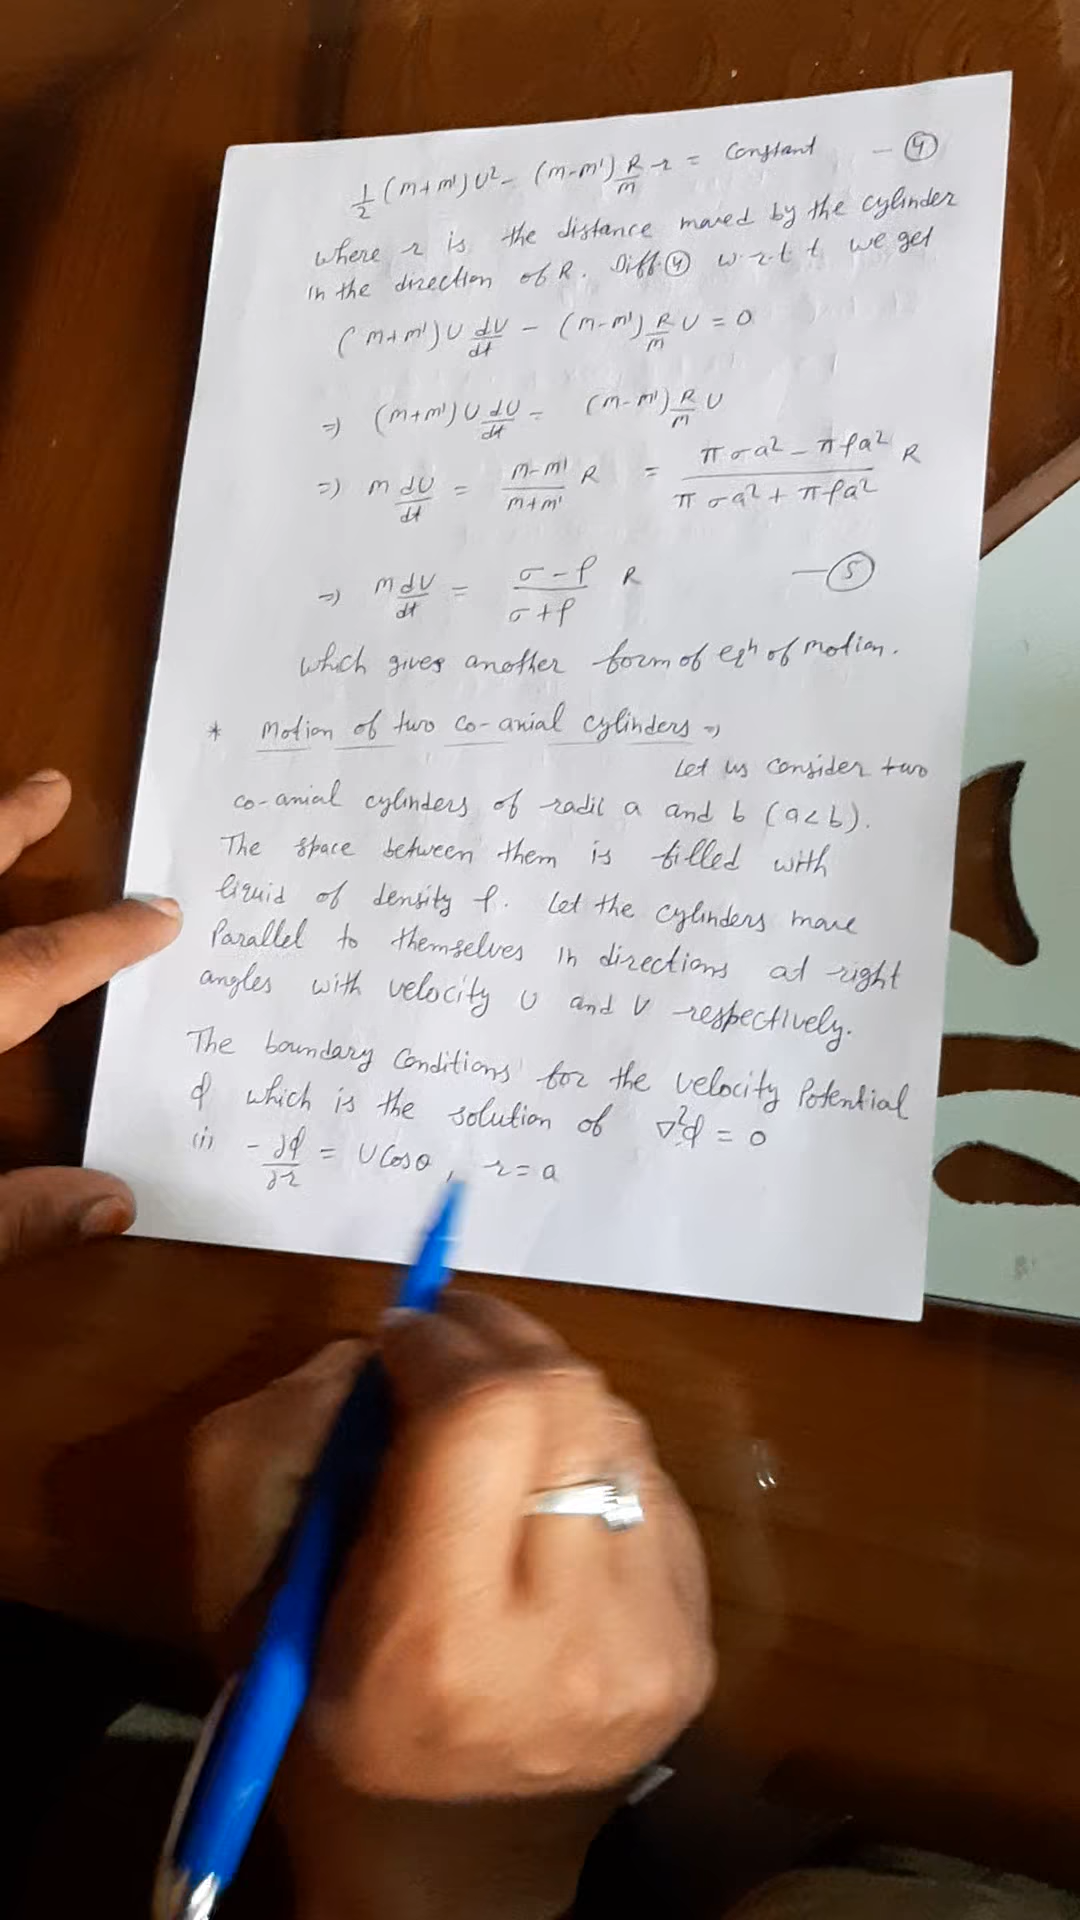 1/2 (m+m')U² - (m-m') R/m r = Constant — (4)
where r is the distance moved by the cylinder
in the direction of R. Diff (4) w.r.t t we get
(m+m') U dU/dt - (m-m') R/m U = 0
=) (m+m') U dU/dt = (m-m') R/m U
=) m dU/dt = m-m'/m+m' R = πσa² - πρa²/πσa² + πρa² R
=) m dU/dt = σ-ρ/σ+ρ R — (5)
which gives another form of eqn of motion.
* Motion of two co-axial cylinders =)
Let us consider two
co-axial cylinders of radii a and b (a<b).
The space between them is filled with
liquid of density ρ. Let the cylinders move
Parallel to themselves in directions at right
angles with velocity U and V respectively.
The boundary Conditions for the velocity Potential
ϕ which is the solution of ∇²ϕ = 0
(i) -∂ϕ/∂r = U Cosθ, r = a